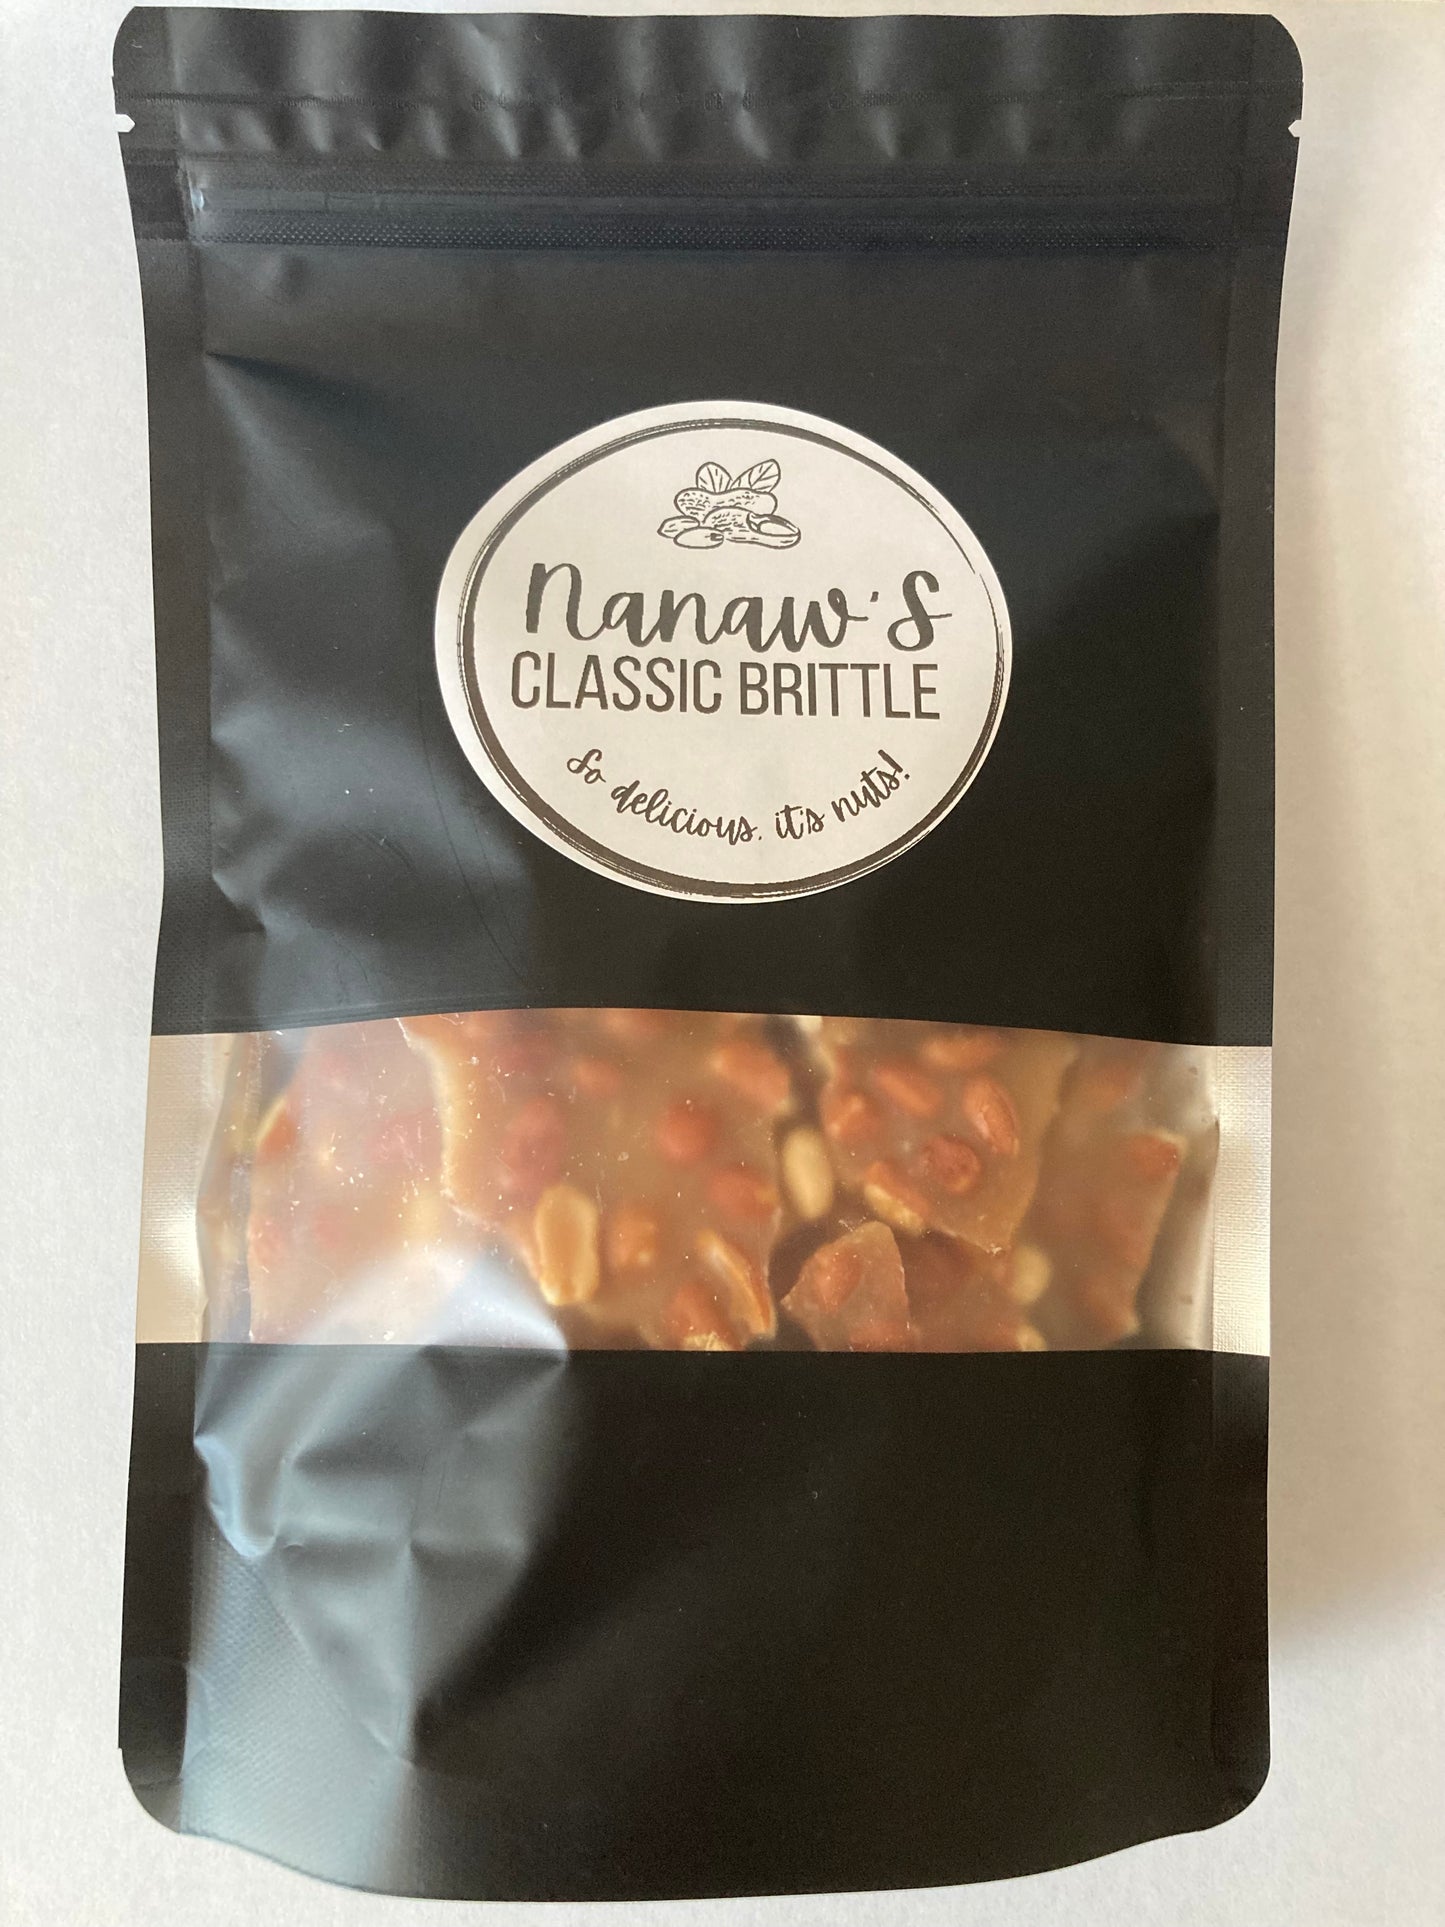 Nanaw's
CLASSIC BRITTLE
So delicious, it's nuts!